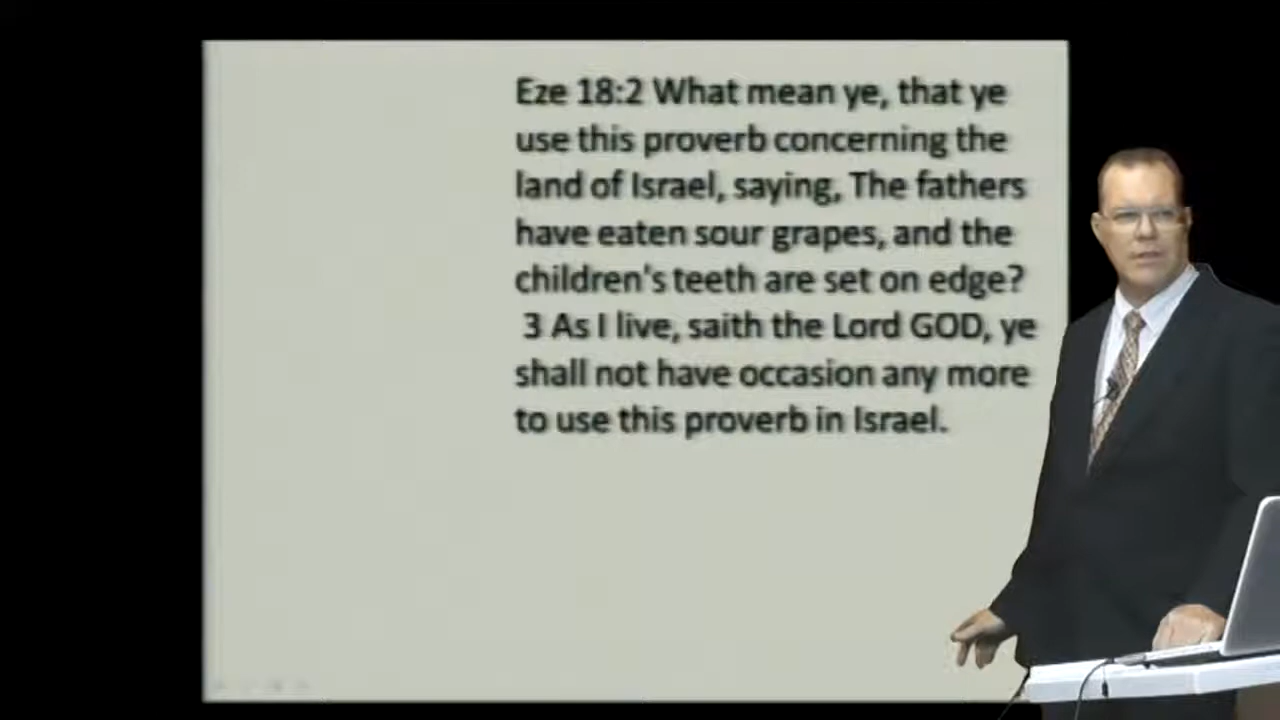 Eze 18:2 What mean ye, that ye
use this proverb concerning the
land of Israel, saying, The fathers
have eaten sour grapes, and the
children's teeth are set on edge?
3 As I live, saith the Lord GOD, ye
shall not have occasion any more
to use this proverb in Israel.